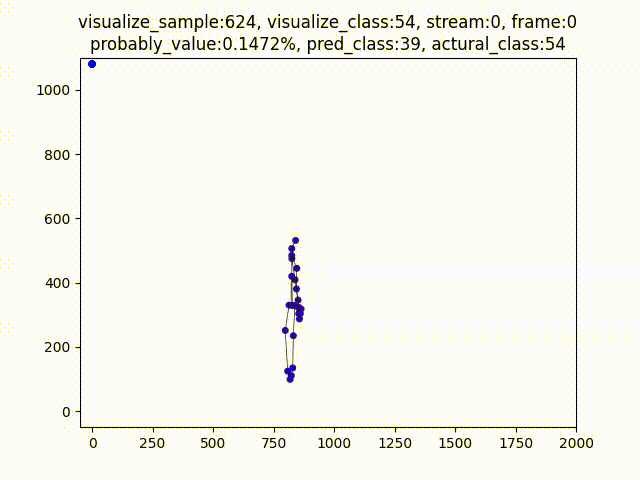 visualize_sample:624, visualize_class:54, stream:0, frame:0
probably_value:0.1472%, pred_class:39, actural_class:54
1000
800
600
400
200
0
0 250 500 750 1000 1250 1500 1750 2000